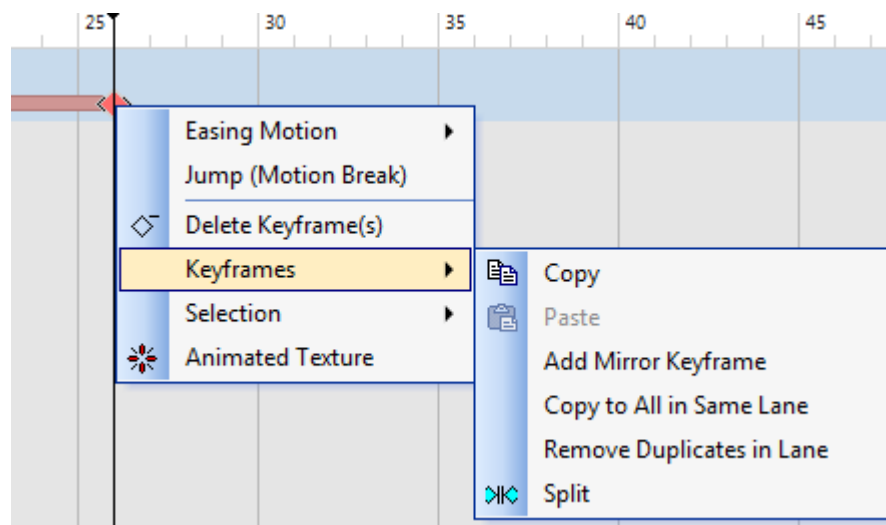 25 30 35 40 45
Easing Motion
Jump (Motion Break)
Delete Keyframe(s)
Keyframes
Selection
Animated Texture
Copy
Paste
Add Mirror Keyframe
Copy to All in Same Lane
Remove Duplicates in Lane
Split